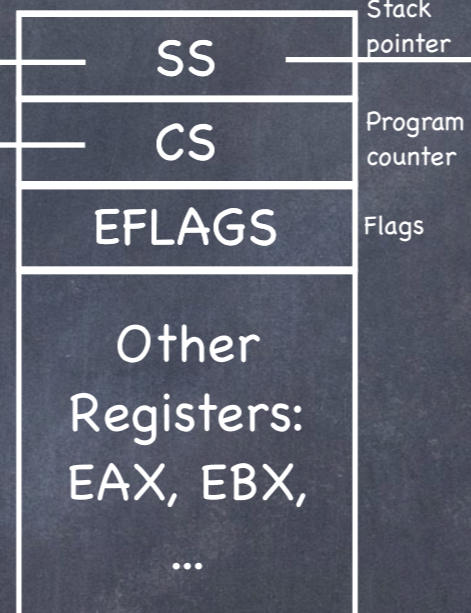 Stack
pointer
SS
Program
counter
CS
EFLAGS
Flags
Other
Registers:
EAX, EBX,
...